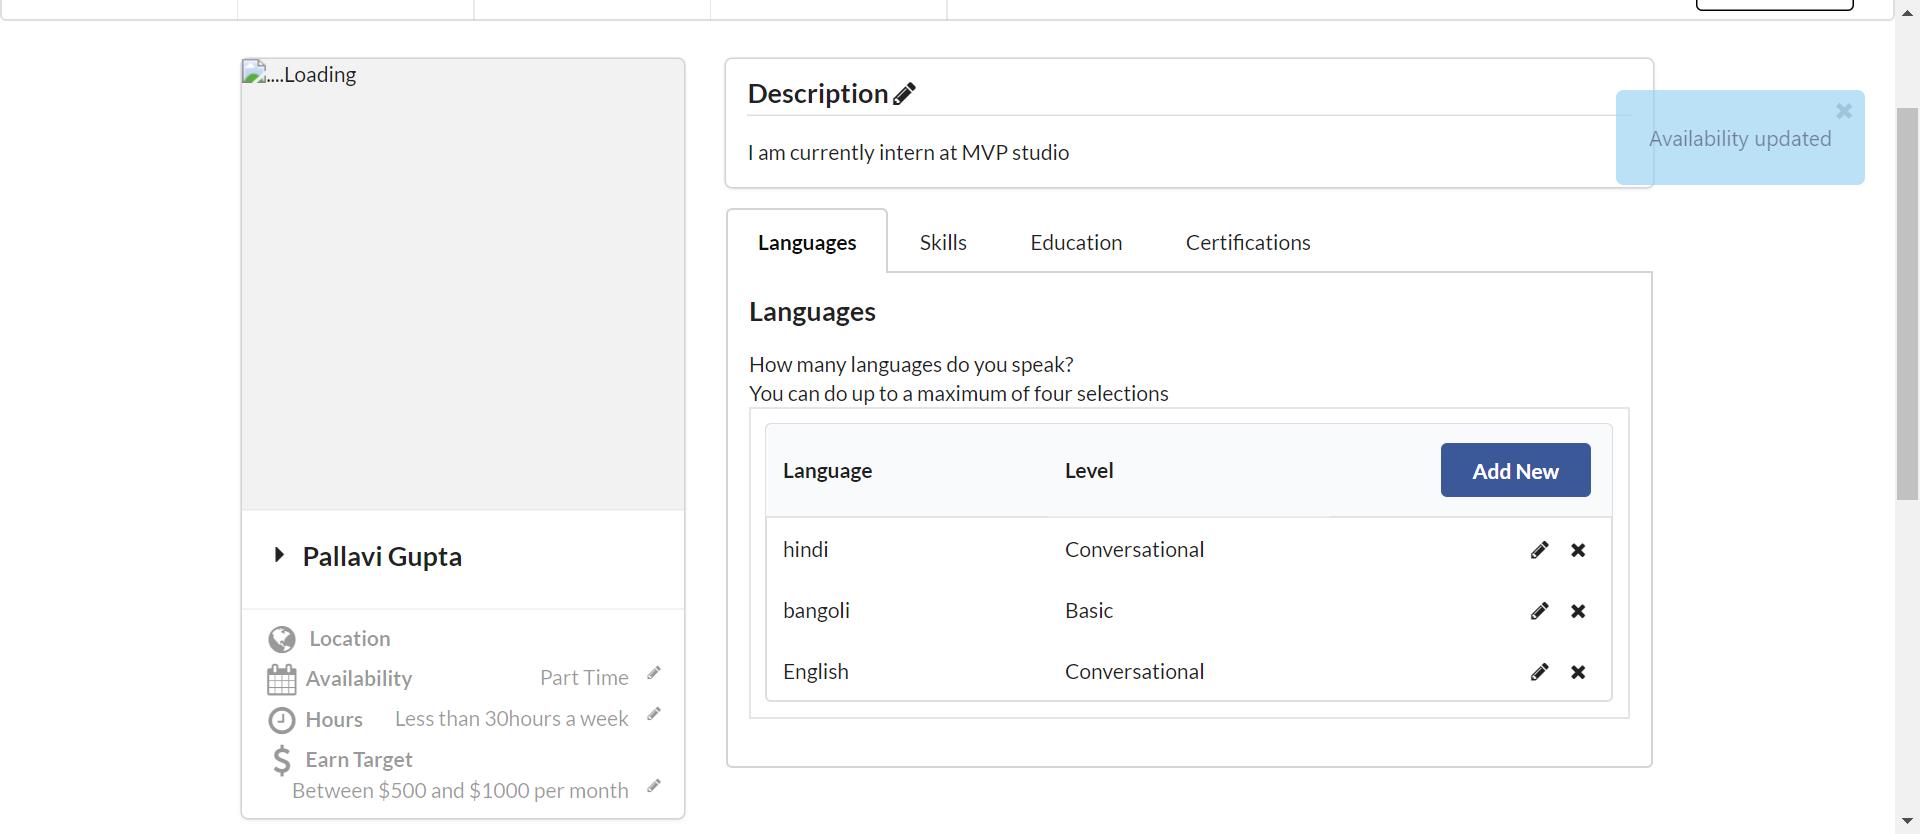 ....Loading
Pallavi Gupta
Location
Availability Part Time
Hours Less than 30hours a week
Earn Target
Between $500 and $1000 per month
Description
I am currently intern at MVP studio
Availability updated
Languages Skills Education Certifications
Languages
How many languages do you speak?
You can do up to a maximum of four selections
Language Level Add New
hindi Conversational
bangoli Basic
English Conversational